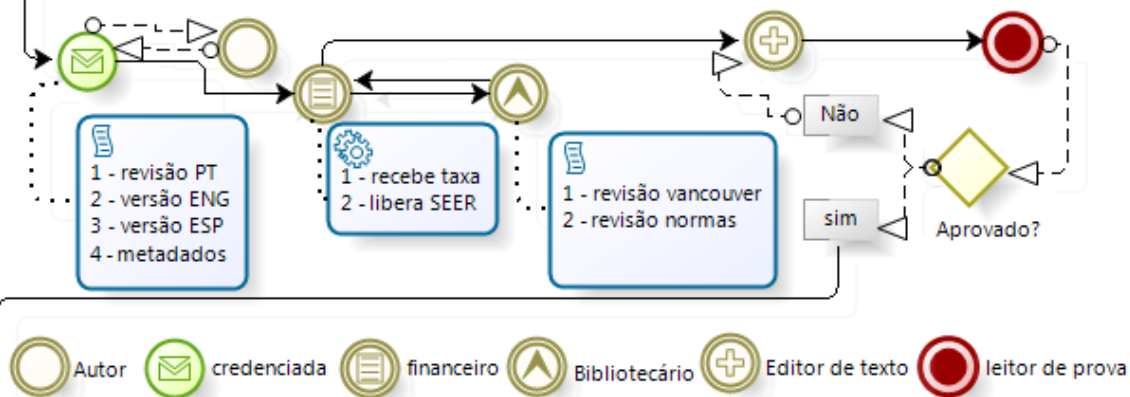 1 - revisão PT
2 - versão ENG
3 - versão ESP
4 - metadados
1 - recebe taxa
2 - libera SEER
1 - revisão vancouver
2 - revisão normas
Não
sim
Aprovado?
Autor
credenciada
financeiro
Bibliotecário
Editor de texto
leitor de prova